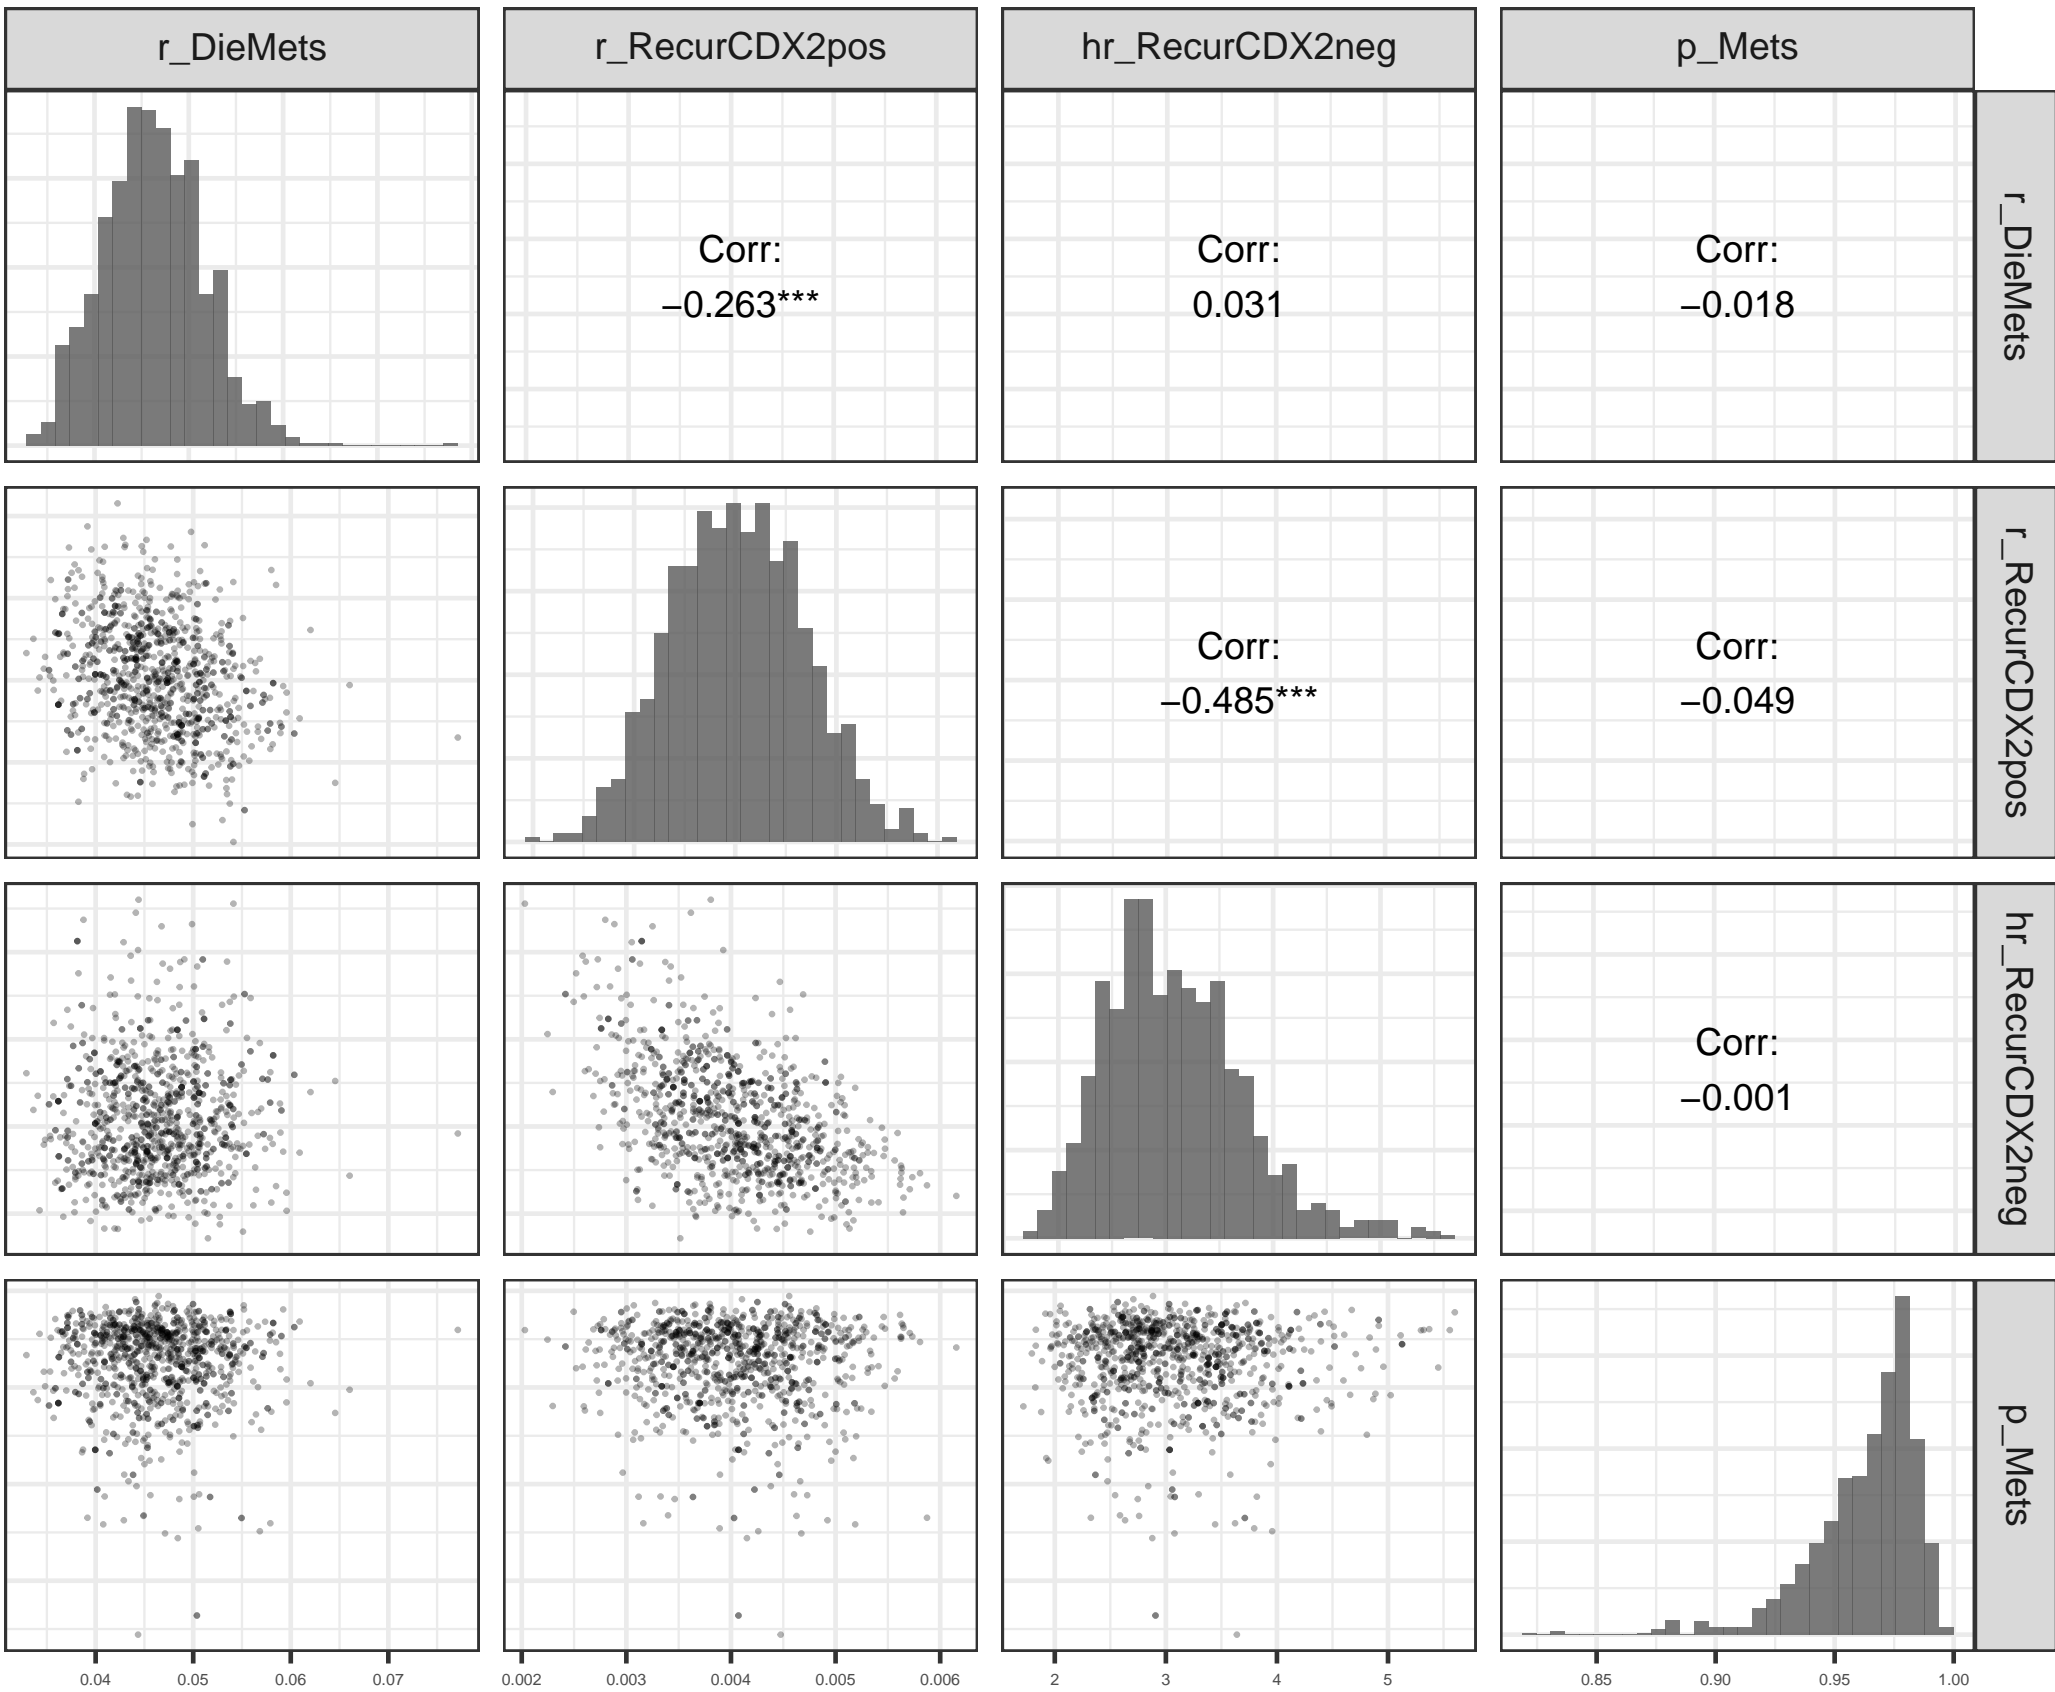 r_DieMets
r_RecurCDX2pos
hr_RecurCDX2neg
p_Mets
Corr:
−0.263***
Corr:
0.031
Corr:
−0.018
r_DieMets
Corr:
−0.485***
Corr:
−0.049
r_RecurCDX2pos
Corr:
−0.001
hr_RecurCDX2neg
p_Mets
0.04 0.05 0.06 0.07
0.002 0.003 0.004 0.005 0.006
2 3 4 5
0.85 0.90 0.95 1.00